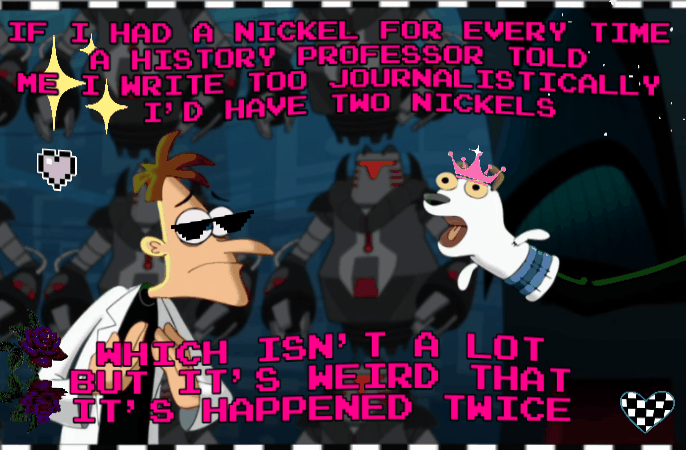 IF I HAD A NICKEL FOR EVERY TIME
A HISTORY PROFESSOR TOLD
ME I WRITE TOO JOURNALISTICALLY
I'D HAVE TWO NICKELS
WHICH ISN'T A LOT
BUT IT'S WEIRD THAT
IT'S HAPPENED TWICE